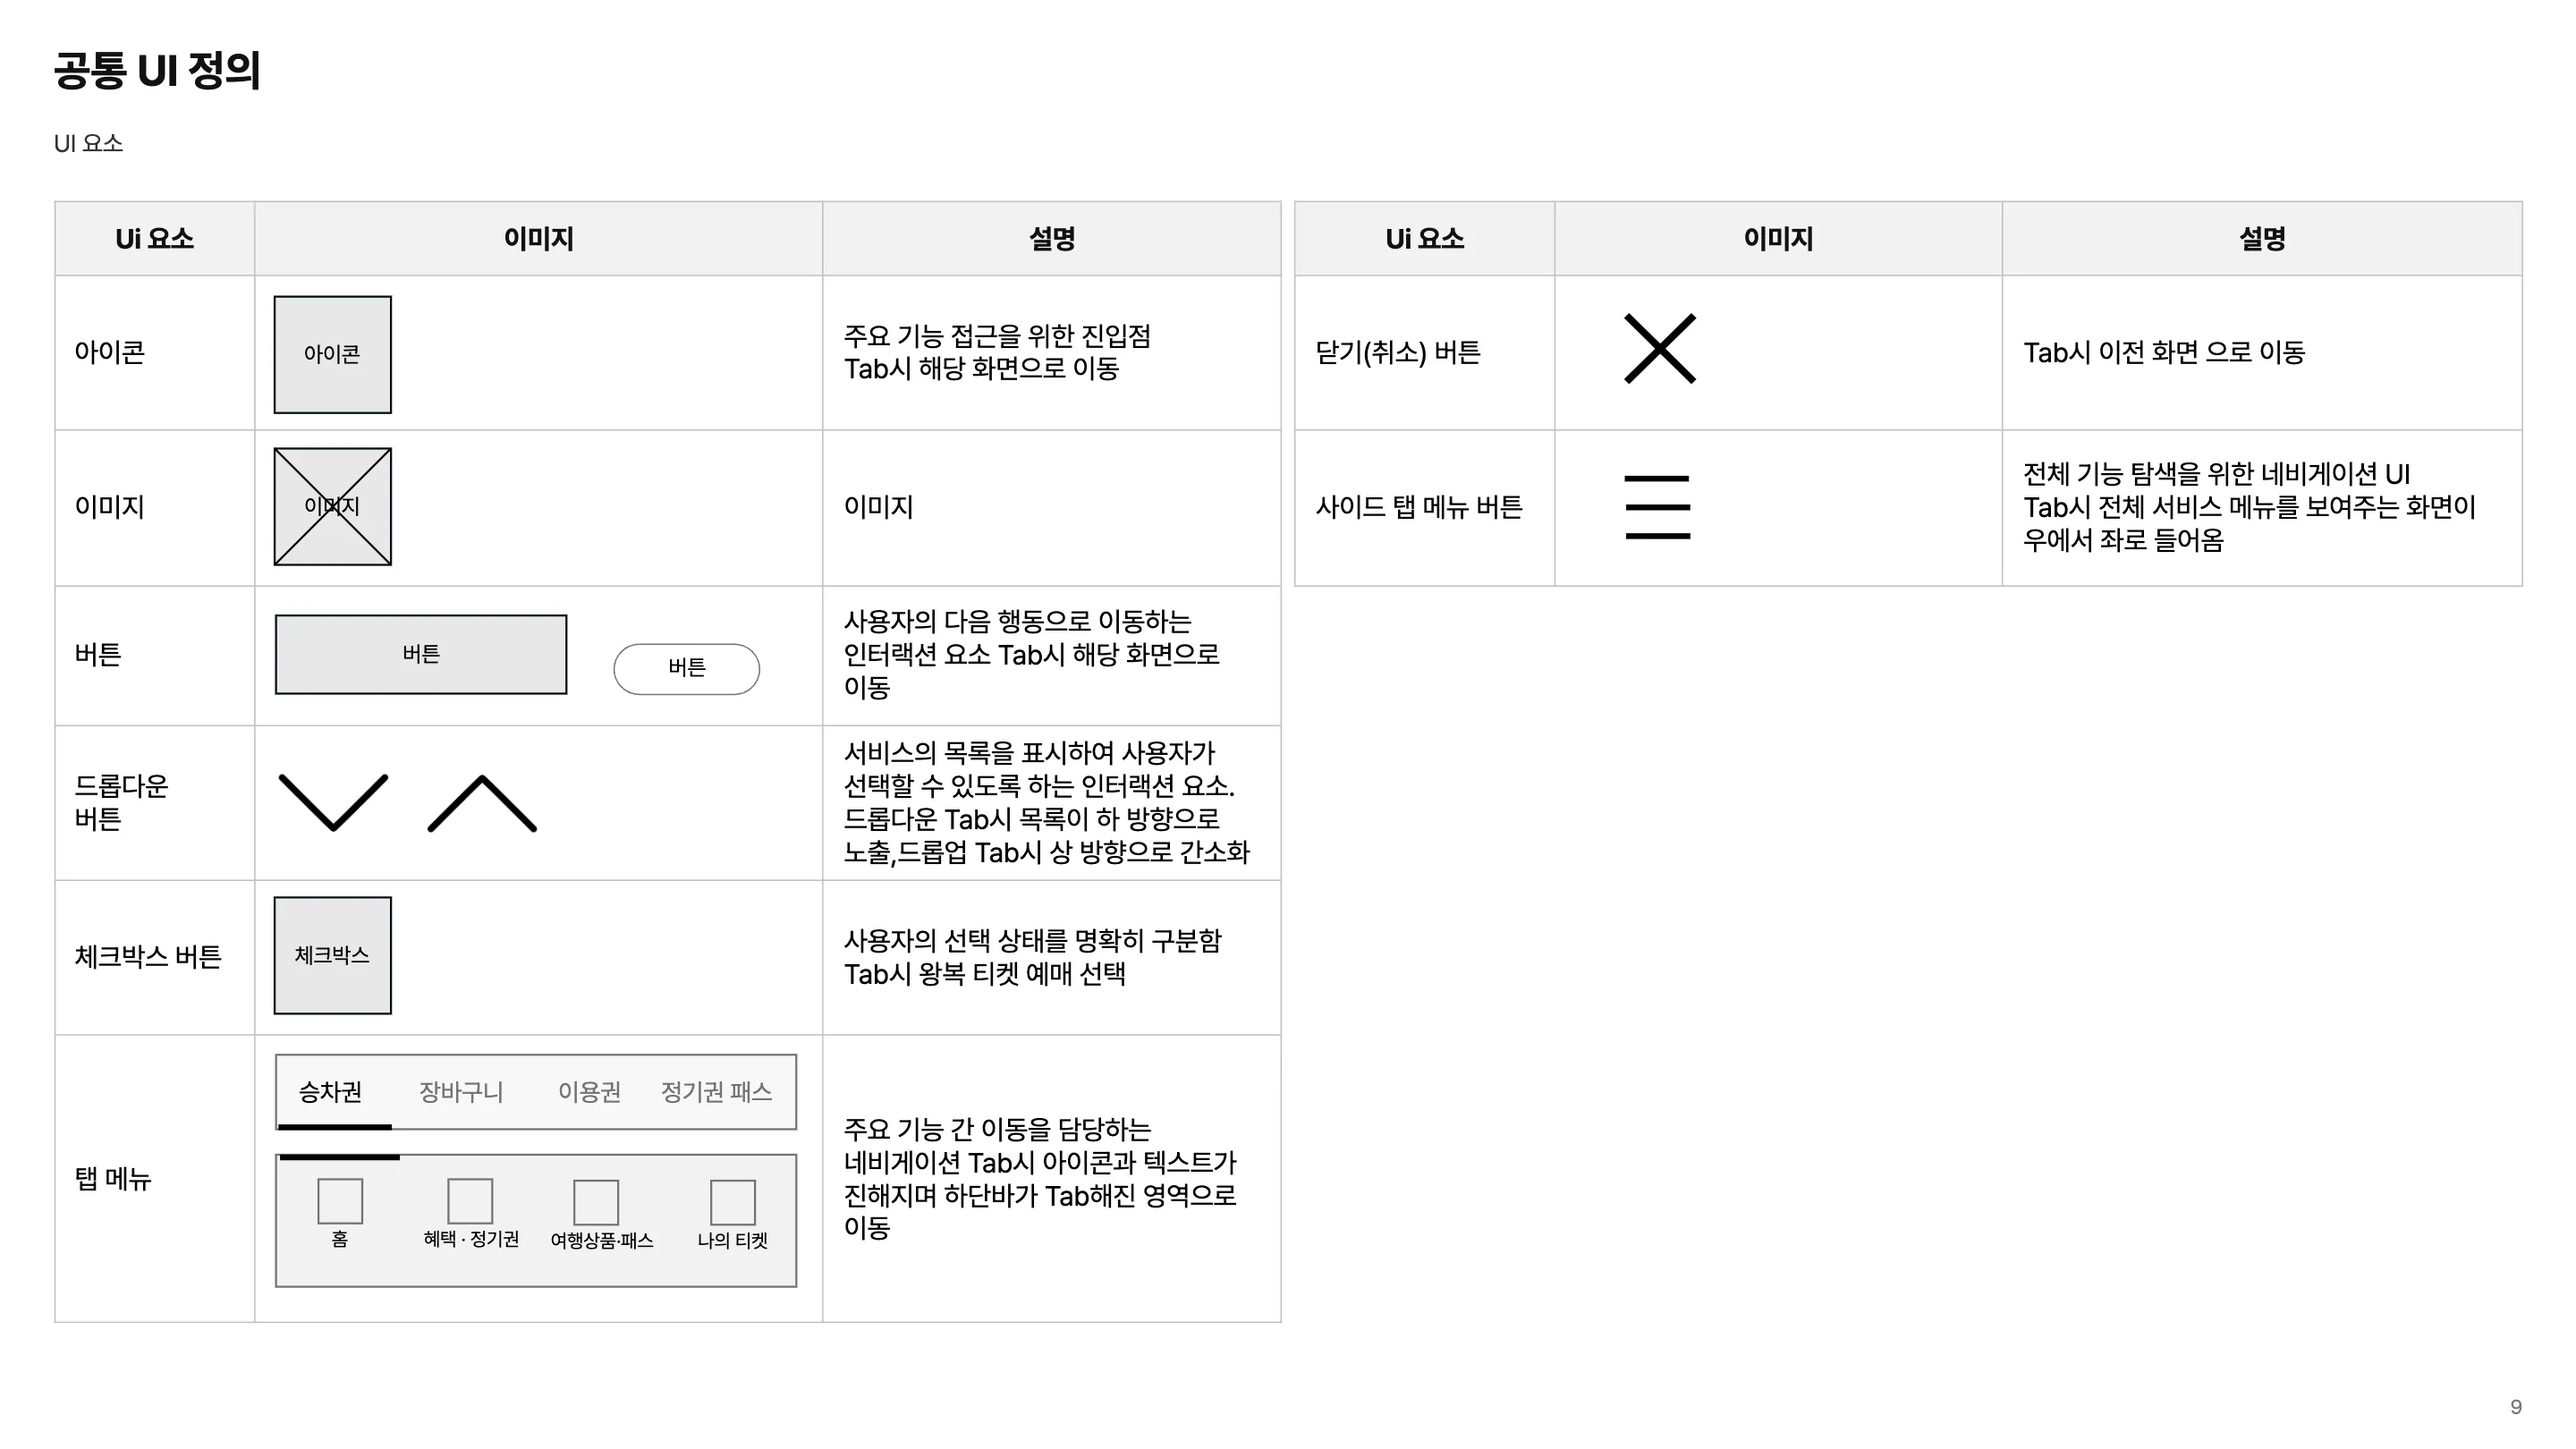 공통 UI 정의
UI 요소
Ui 요소
이미지
설명
아이콘
아이콘
주요 기능 접근을 위한 진입점
Tab시 해당 화면으로 이동
이미지
이미지
이미지
버튼
버튼
버튼
사용자의 다음 행동으로 이동하는
인터랙션 요소 Tab시 해당 화면으로
이동
드롭다운
버튼
서비스의 목록을 표시하여 사용자가
선택할 수 있도록 하는 인터랙션 요소.
드롭다운 Tab시 목록이 하 방향으로
노출,드롭업 Tab시 상 방향으로 간소화
체크박스 버튼
체크박스
사용자의 선택 상태를 명확히 구분함
Tab시 왕복 티켓 예매 선택
탭 메뉴
승차권 장바구니 이용권 정기권 패스
홈 혜택 · 정기권 여행상품·패스 나의 티켓
주요 기능 간 이동을 담당하는
네비게이션 Tab시 아이콘과 텍스트가
진해지며 하단바가 Tab해진 영역으로
이동
Ui 요소
이미지
설명
닫기(취소) 버튼
Tab시 이전 화면 으로 이동
사이드 탭 메뉴 버튼
전체 기능 탐색을 위한 네비게이션 UI
Tab시 전체 서비스 메뉴를 보여주는 화면이
우에서 좌로 들어옴
9